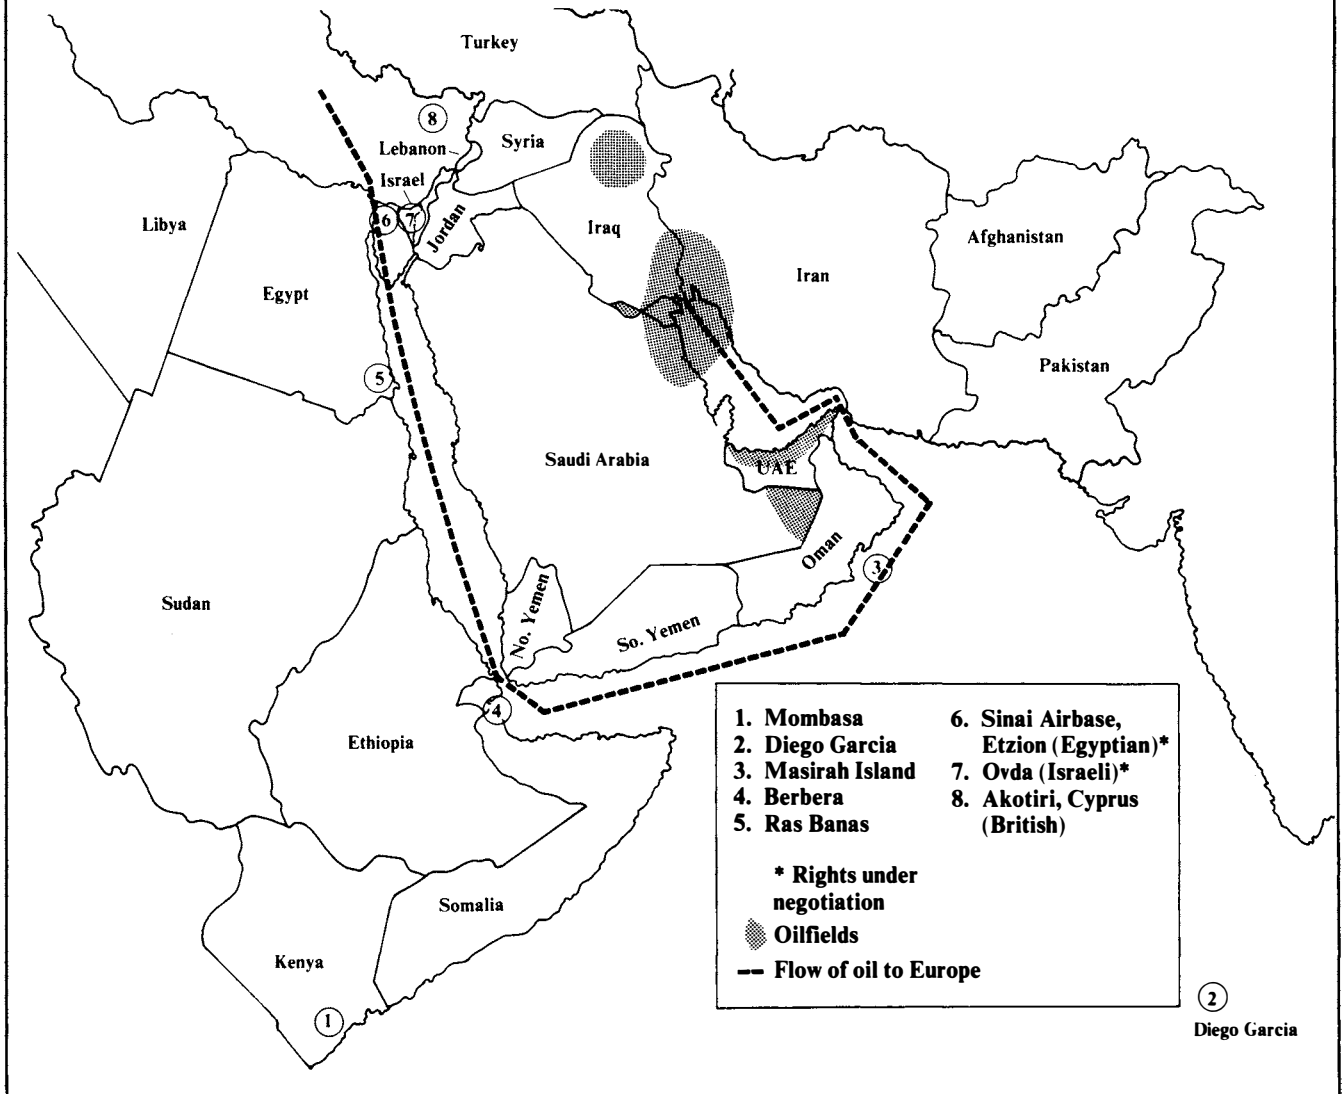 Turkey
8
Lebanon
Syria
Israel
6
7
Jordan
Libya
Iraq
Afghanistan
Egypt
Iran
Pakistan
5
Saudi Arabia
UAE
Oman
3
Sudan
No. Yemen
So. Yemen
4
Ethiopia
Somalia
Kenya
1
1. Mombasa
2. Diego Garcia
3. Masirah Island
4. Berbera
5. Ras Banas
6. Sinai Airbase,
Etzion (Egyptian)*
7. Ovda (Israeli)*
8. Akotiri, Cyprus
(British)
* Rights under
negotiation
Oilfields
Flow of oil to Europe
2
Diego Garcia